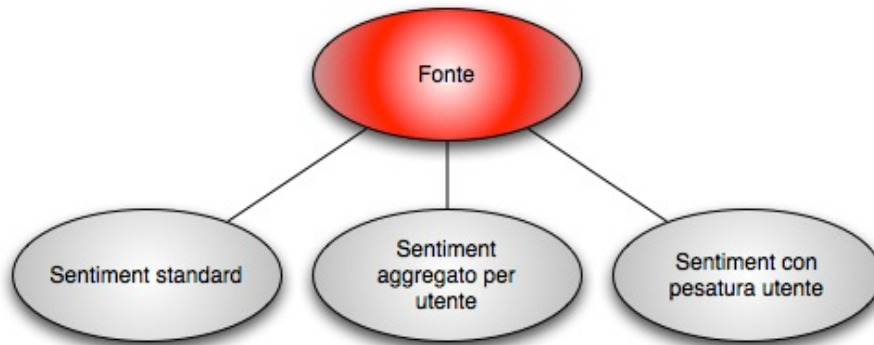 Fonte
Sentiment standard
Sentiment
aggregato per
utente
Sentiment con
pesatura utente